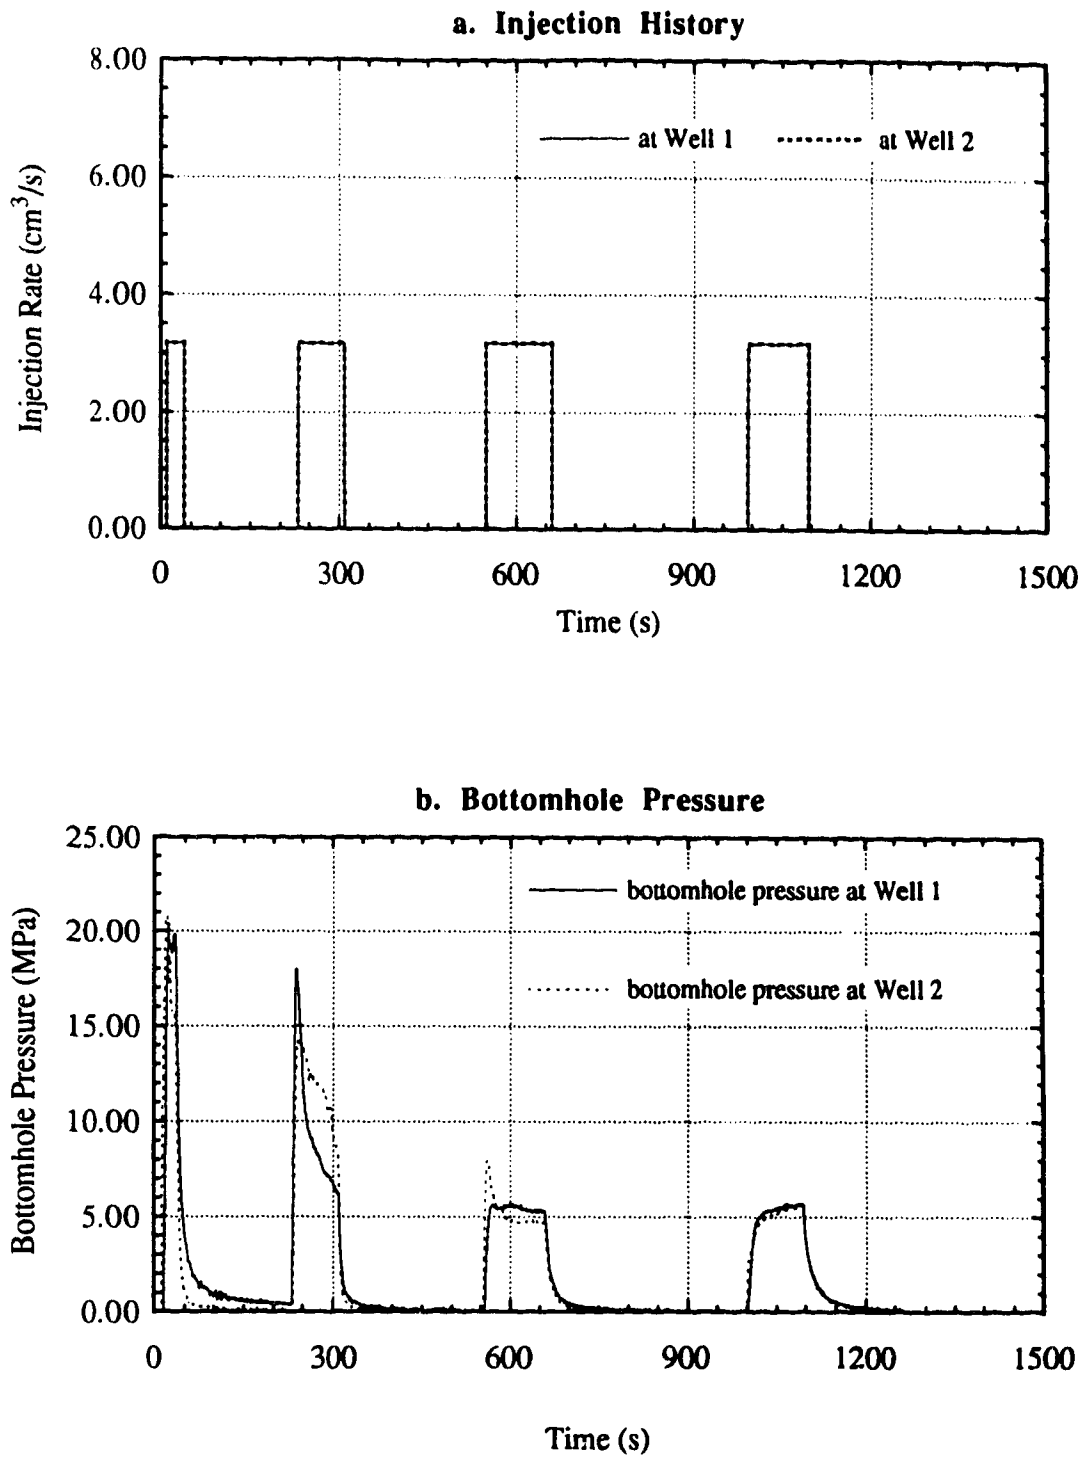 a. Injection History
8.00
6.00
4.00
2.00
0.00
Injection Rate (cm³/s)
at Well 1
at Well 2
0 300 600 900 1200 1500
Time (s)
b. Bottomhole Pressure
25.00
20.00
15.00
10.00
5.00
0.00
Bottomhole Pressure (MPa)
bottomhole pressure at Well 1
bottomhole pressure at Well 2
0 300 600 900 1200 1500
Time (s)